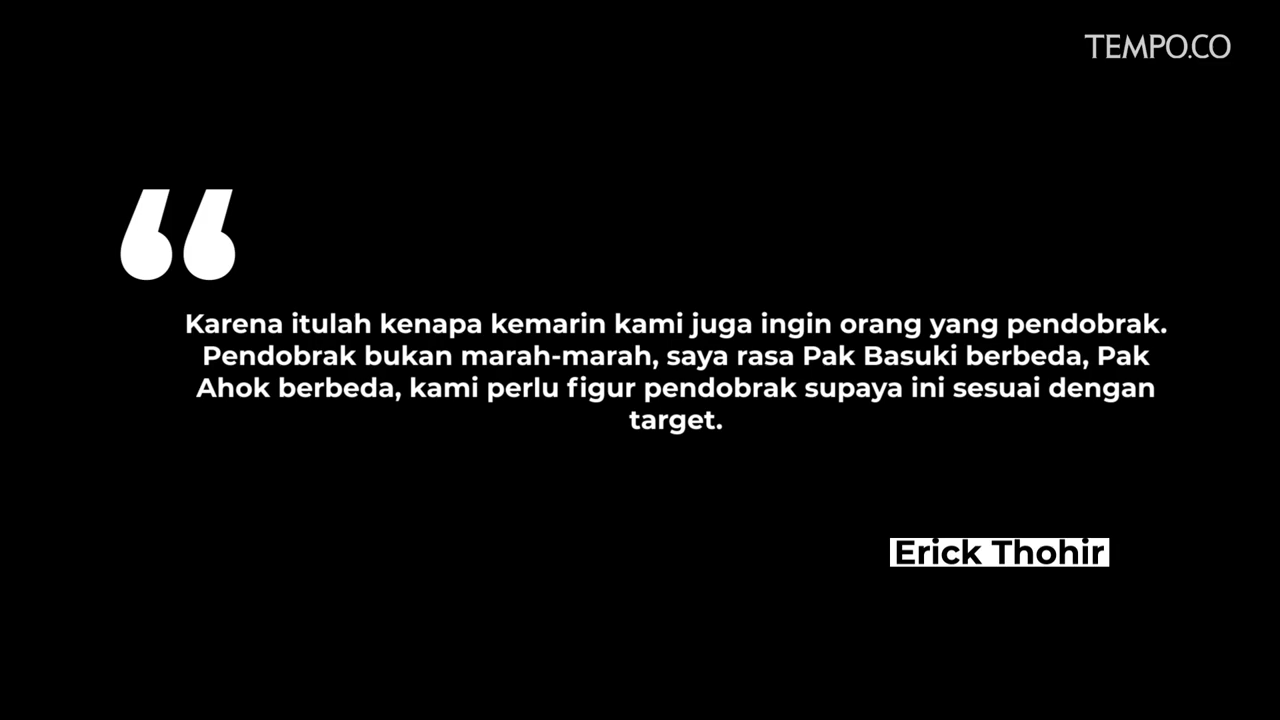 TEMPO.CO
“
Karena itulah kenapa kemarin kami juga ingin orang yang pendobrak.
Pendobrak bukan marah-marah, saya rasa Pak Basuki berbeda, Pak
Ahok berbeda, kami perlu figur pendobrak supaya ini sesuai dengan
target.
Erick Thohir